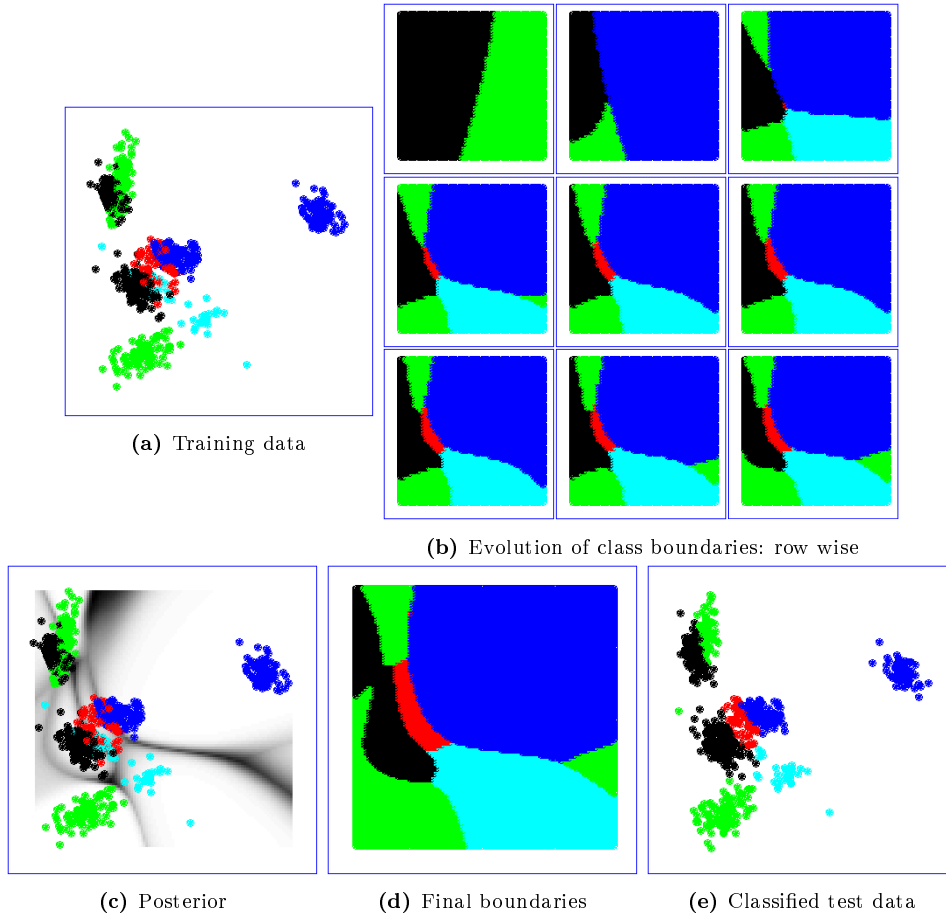 (a) Training data
(b) Evolution of class boundaries: row wise
(c) Posterior
(d) Final boundaries
(e) Classified test data